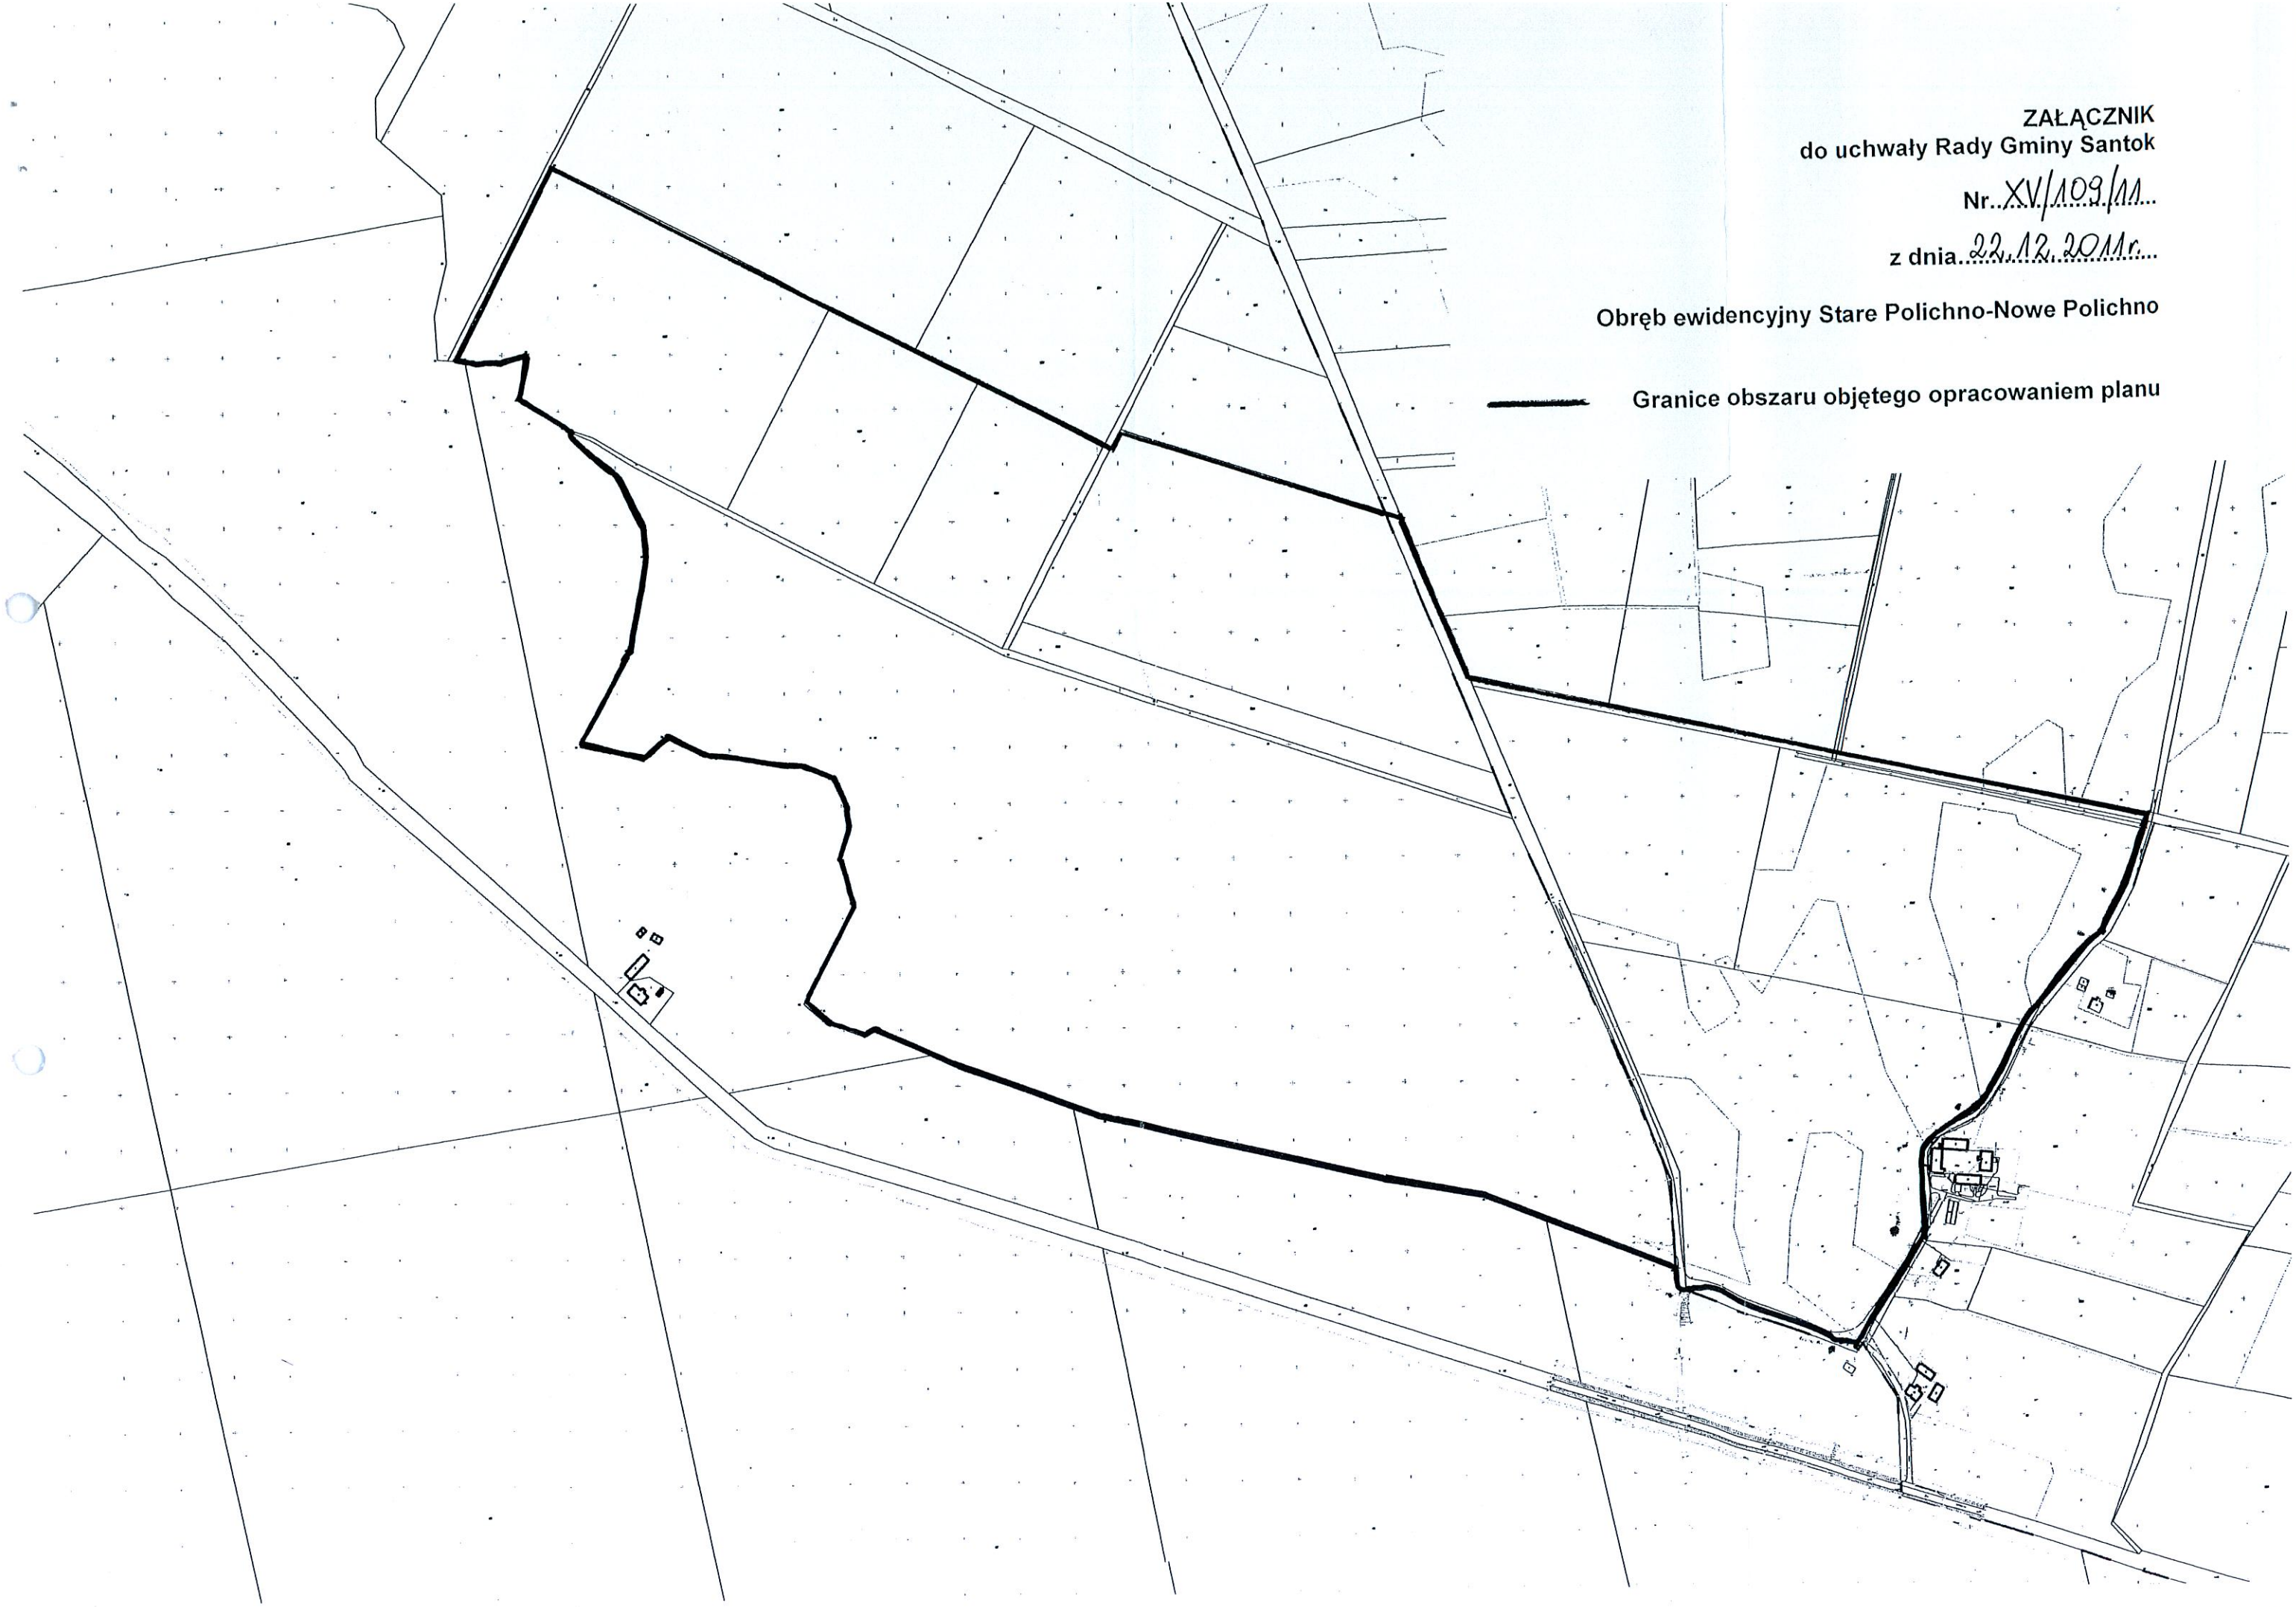 ZAŁĄCZNIK
do uchwały Rady Gminy Santok
Nr..XV/109/11...
z dnia..22.12.2011r....
Obręb ewidencyjny Stare Polichno-Nowe Polichno
Granice obszaru objętego opracowaniem planu